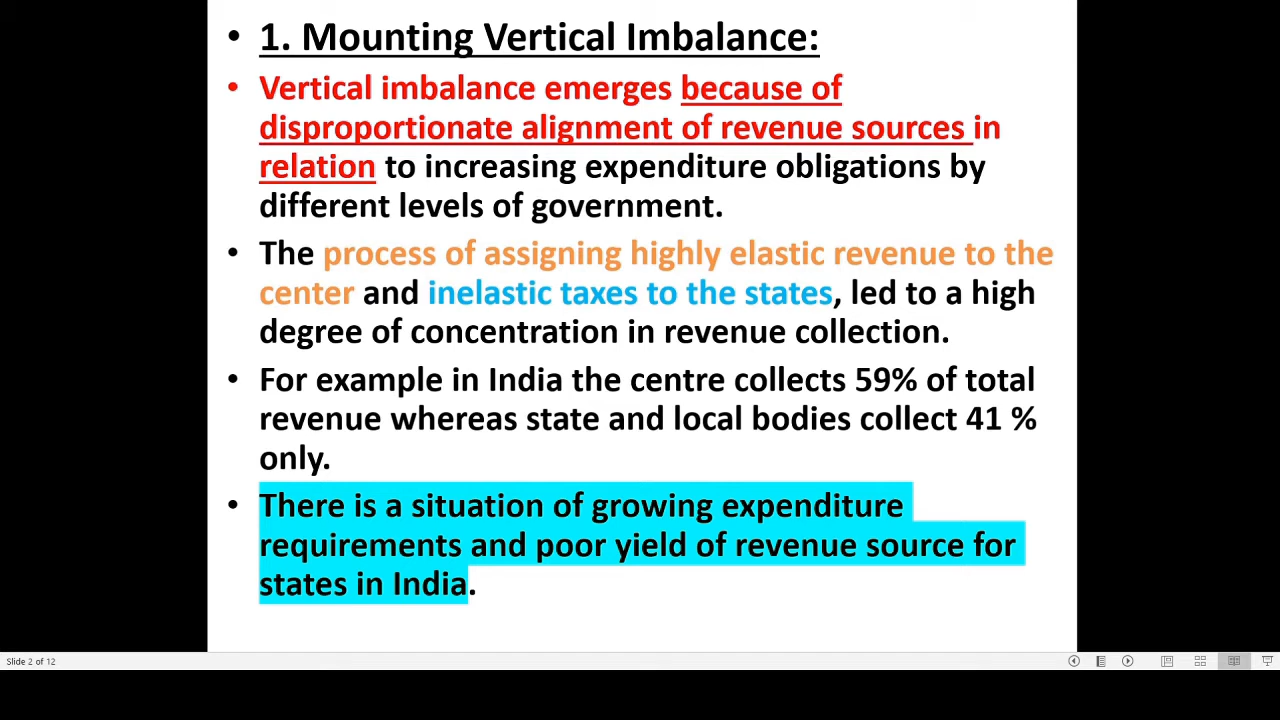 • 1. Mounting Vertical Imbalance:
• Vertical imbalance emerges because of
disproportionate alignment of revenue sources in
relation to increasing expenditure obligations by
different levels of government.
• The process of assigning highly elastic revenue to the
center and inelastic taxes to the states, led to a high
degree of concentration in revenue collection.
• For example in India the centre collects 59% of total
revenue whereas state and local bodies collect 41 %
only.
• There is a situation of growing expenditure
requirements and poor yield of revenue source for
states in India.
Slide 2 of 12